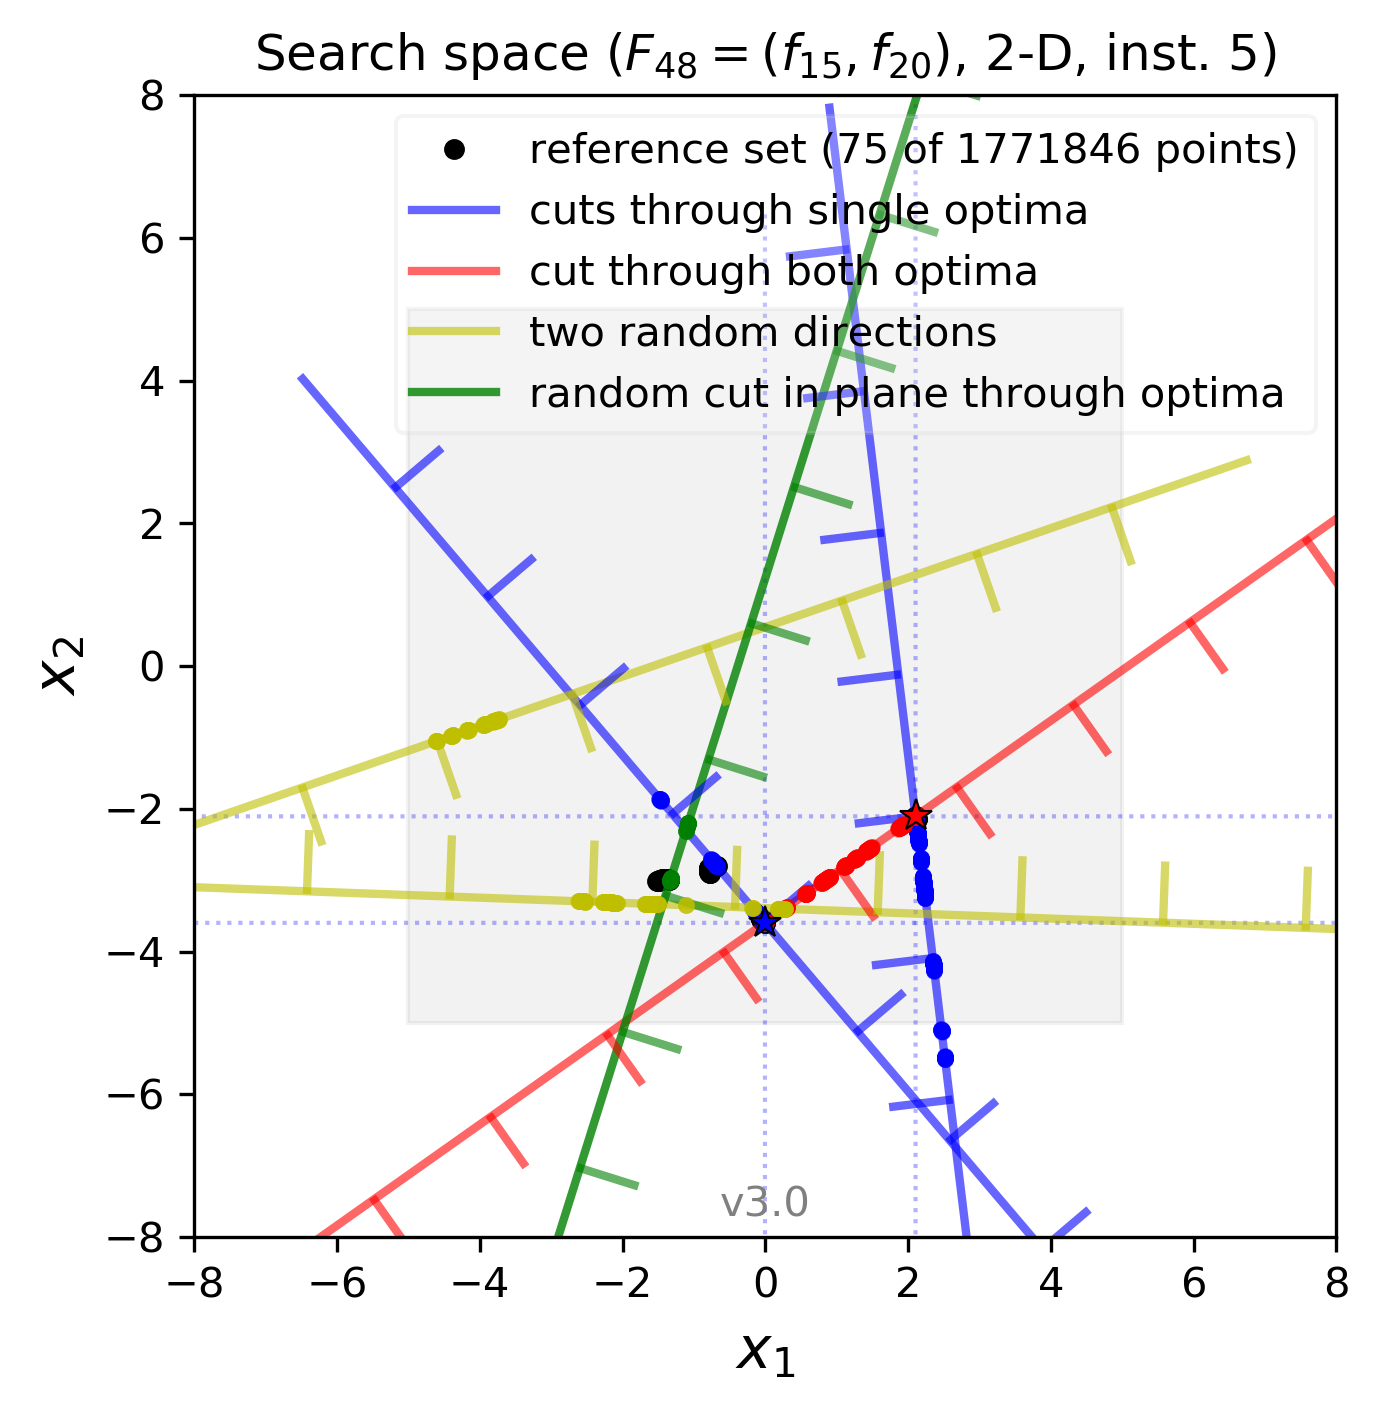 Search space (F48 = (f15, f20), 2-D, inst. 5)
reference set (75 of 1771846 points)
cuts through single optima
cut through both optima
two random directions
random cut in plane through optima
8
6
4
2
0
−2
−4
−6
−8
x2
v3.0
−8 −6 −4 −2 0 2 4 6 8
x1